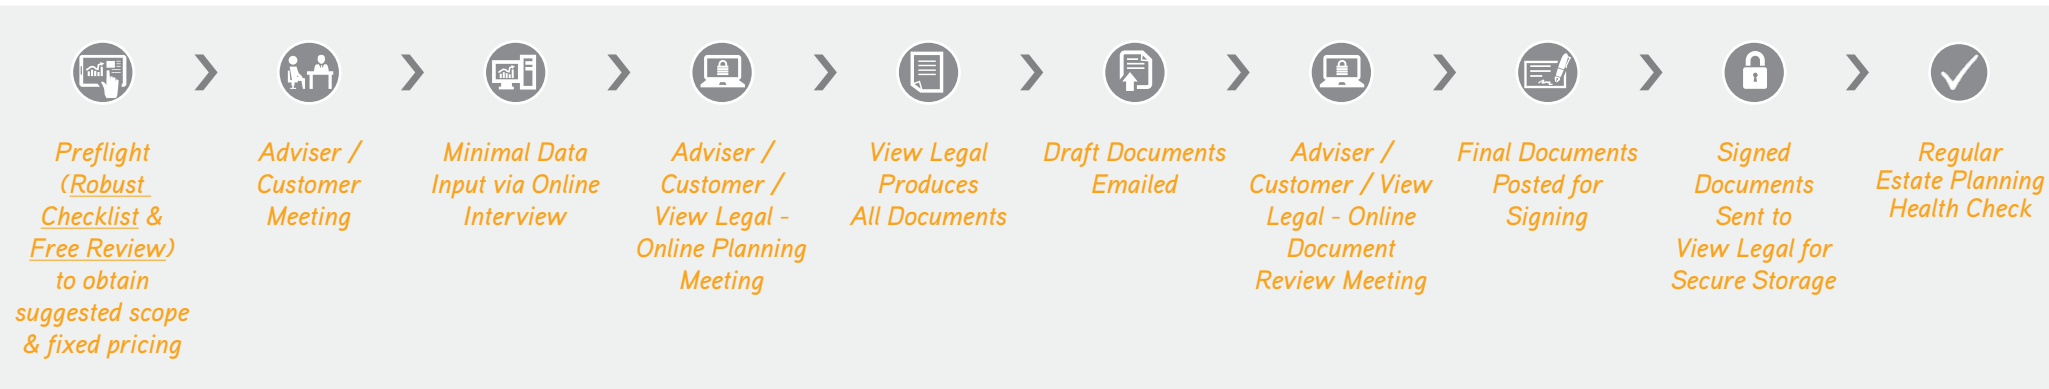 Preflight
(Robust
Checklist &
Free Review)
to obtain
suggested scope
& fixed pricing
Adviser /
Customer
Meeting
Minimal Data
Input via Online
Interview
Adviser /
Customer /
View Legal -
Online Planning
Meeting
View Legal
Produces
All Documents
Draft Documents
Emailed
Adviser /
Customer / View
Legal - Online
Document
Review Meeting
Final Documents
Posted for
Signing
Signed
Documents
Sent to
View Legal for
Secure Storage
Regular
Estate Planning
Health Check